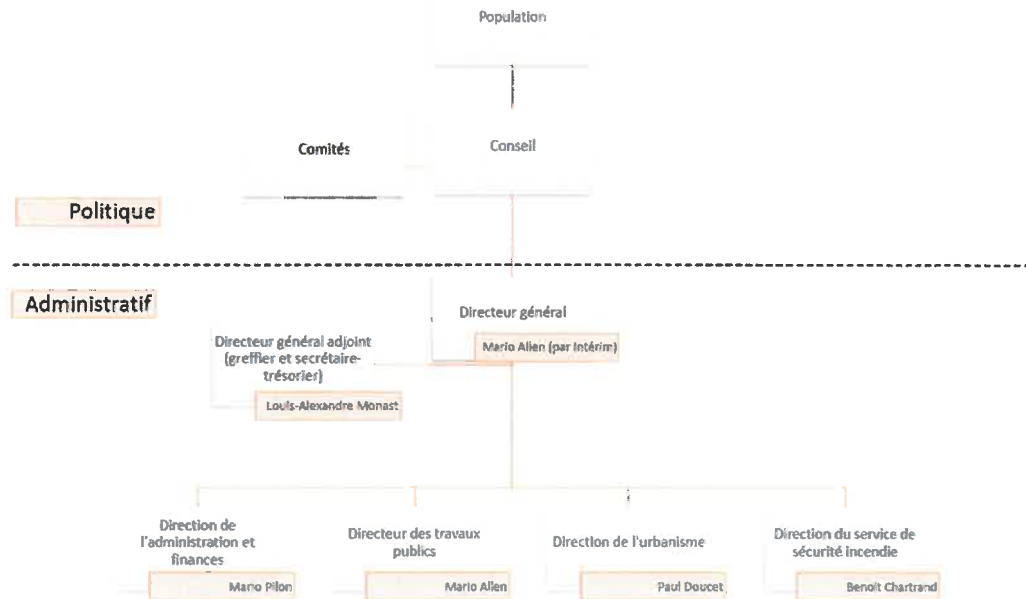 Population
Comités
Conseil
Politique
Administratif
Directeur général
Mario Allen (par Intérim)
Directeur général adjoint
(greffier et secrétaire-
trésorier)
Louis-Alexandre Monast
Direction de
l'administration et
finances
Mario Pilon
Directeur des travaux
publics
Mario Allen
Direction de l'urbanisme
Paul Doucet
Direction du service de
sécurité incendie
Benoit Chartrand